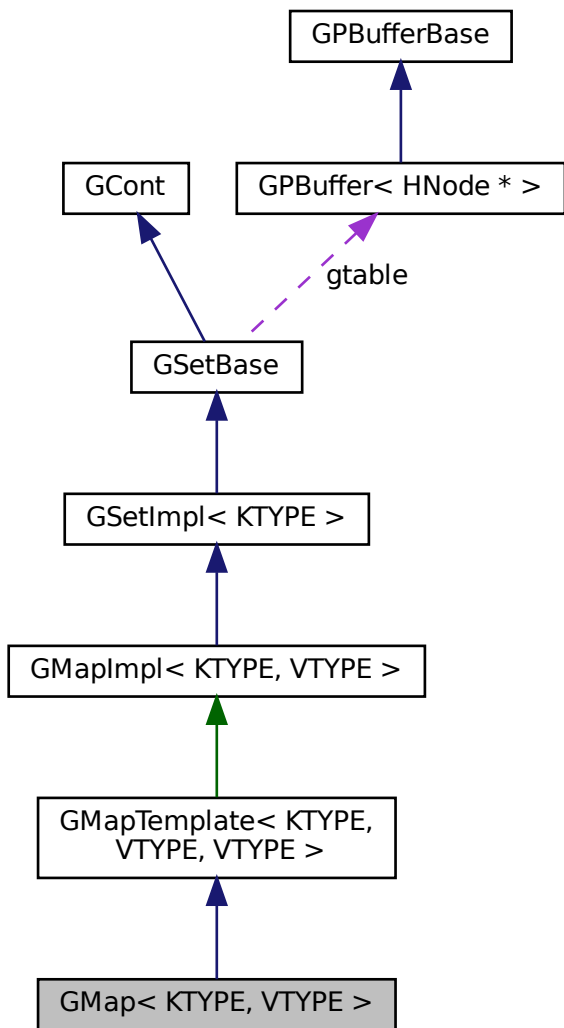 GPBufferBase
GCont
GPBuffer< HNode * >
gtable
GSetBase
GSetImpl< KTYPE >
GMapImpl< KTYPE, VTYPE >
GMapTemplate< KTYPE,
VTYPE, VTYPE >
GMap< KTYPE, VTYPE >